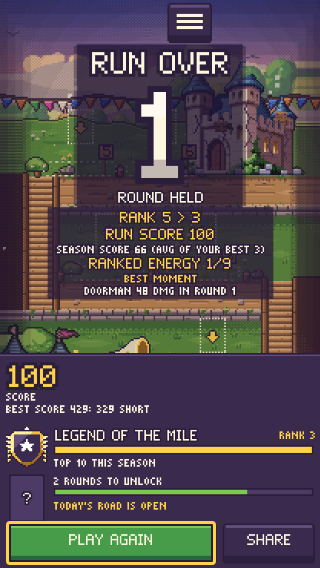 RUN OVER
1
ROUND HELD
RANK 5 > 3
RUN SCORE 100
SEASON SCORE 66 (AVG OF YOUR BEST 3)
RANKED ENERGY 1/9
BEST MOMENT
DOORMAN 48 DMG IN ROUND 1
100
SCORE
BEST SCORE 429: 329 SHORT
LEGEND OF THE MILE
RANK 3
TOP 10 THIS SEASON
?
2 ROUNDS TO UNLOCK
TODAY'S ROAD IS OPEN
PLAY AGAIN
SHARE